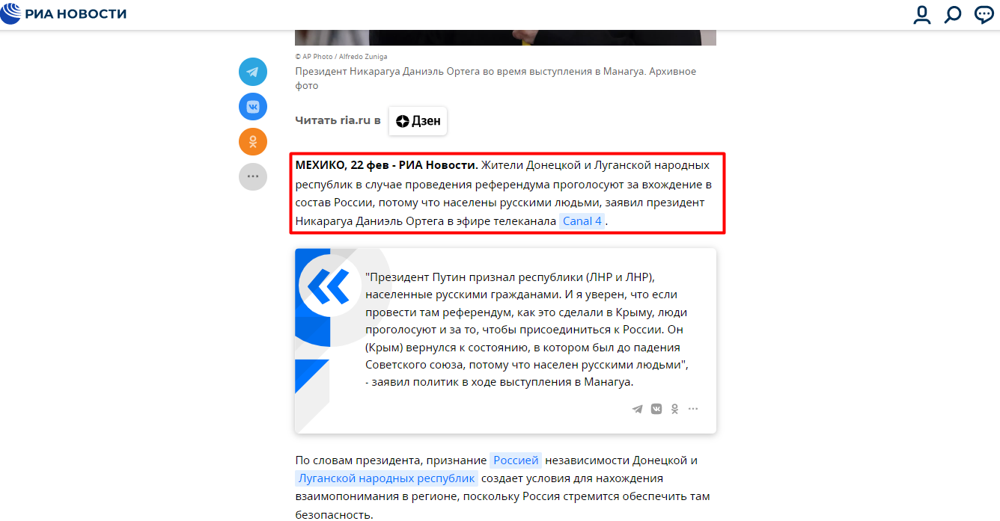 РИА НОВОСТИ
© AP Photo / Alfredo Zuniga
Президент Никарагуа Даниэль Ортега во время выступления в Манагуа. Архивное
фото
Читать ria.ru в Дзен
МЕХИКО, 22 фев - РИА Новости. Жители Донецкой и Луганской народных
республик в случае проведения референдума проголосуют за вхождение в
состав России, потому что населены русскими людьми, заявил президент
Никарагуа Даниэль Ортега в эфире телеканала Canal 4 .
"Президент Путин признал республики (ЛНР и ЛНР),
населенные русскими гражданами. И я уверен, что если
провести там референдум, как это сделали в Крыму, люди
проголосуют и за то, чтобы присоединиться к России. Он
(Крым) вернулся к состоянию, в котором был до падения
Советского союза, потому что населен русскими людьми",
- заявил политик в ходе выступления в Манагуа.
По словам президента, признание Россией независимости Донецкой и
Луганской народных республик создает условия для нахождения
взаимопонимания в регионе, поскольку Россия стремится обеспечить там
безопасность.